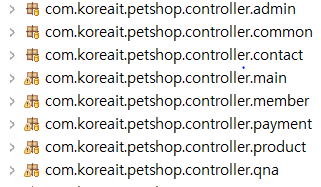 com.koreait.petshop.controller.admin
com.koreait.petshop.controller.common
com.koreait.petshop.controller.contact
com.koreait.petshop.controller.main
com.koreait.petshop.controller.member
com.koreait.petshop.controller.payment
com.koreait.petshop.controller.product
com.koreait.petshop.controller.qna